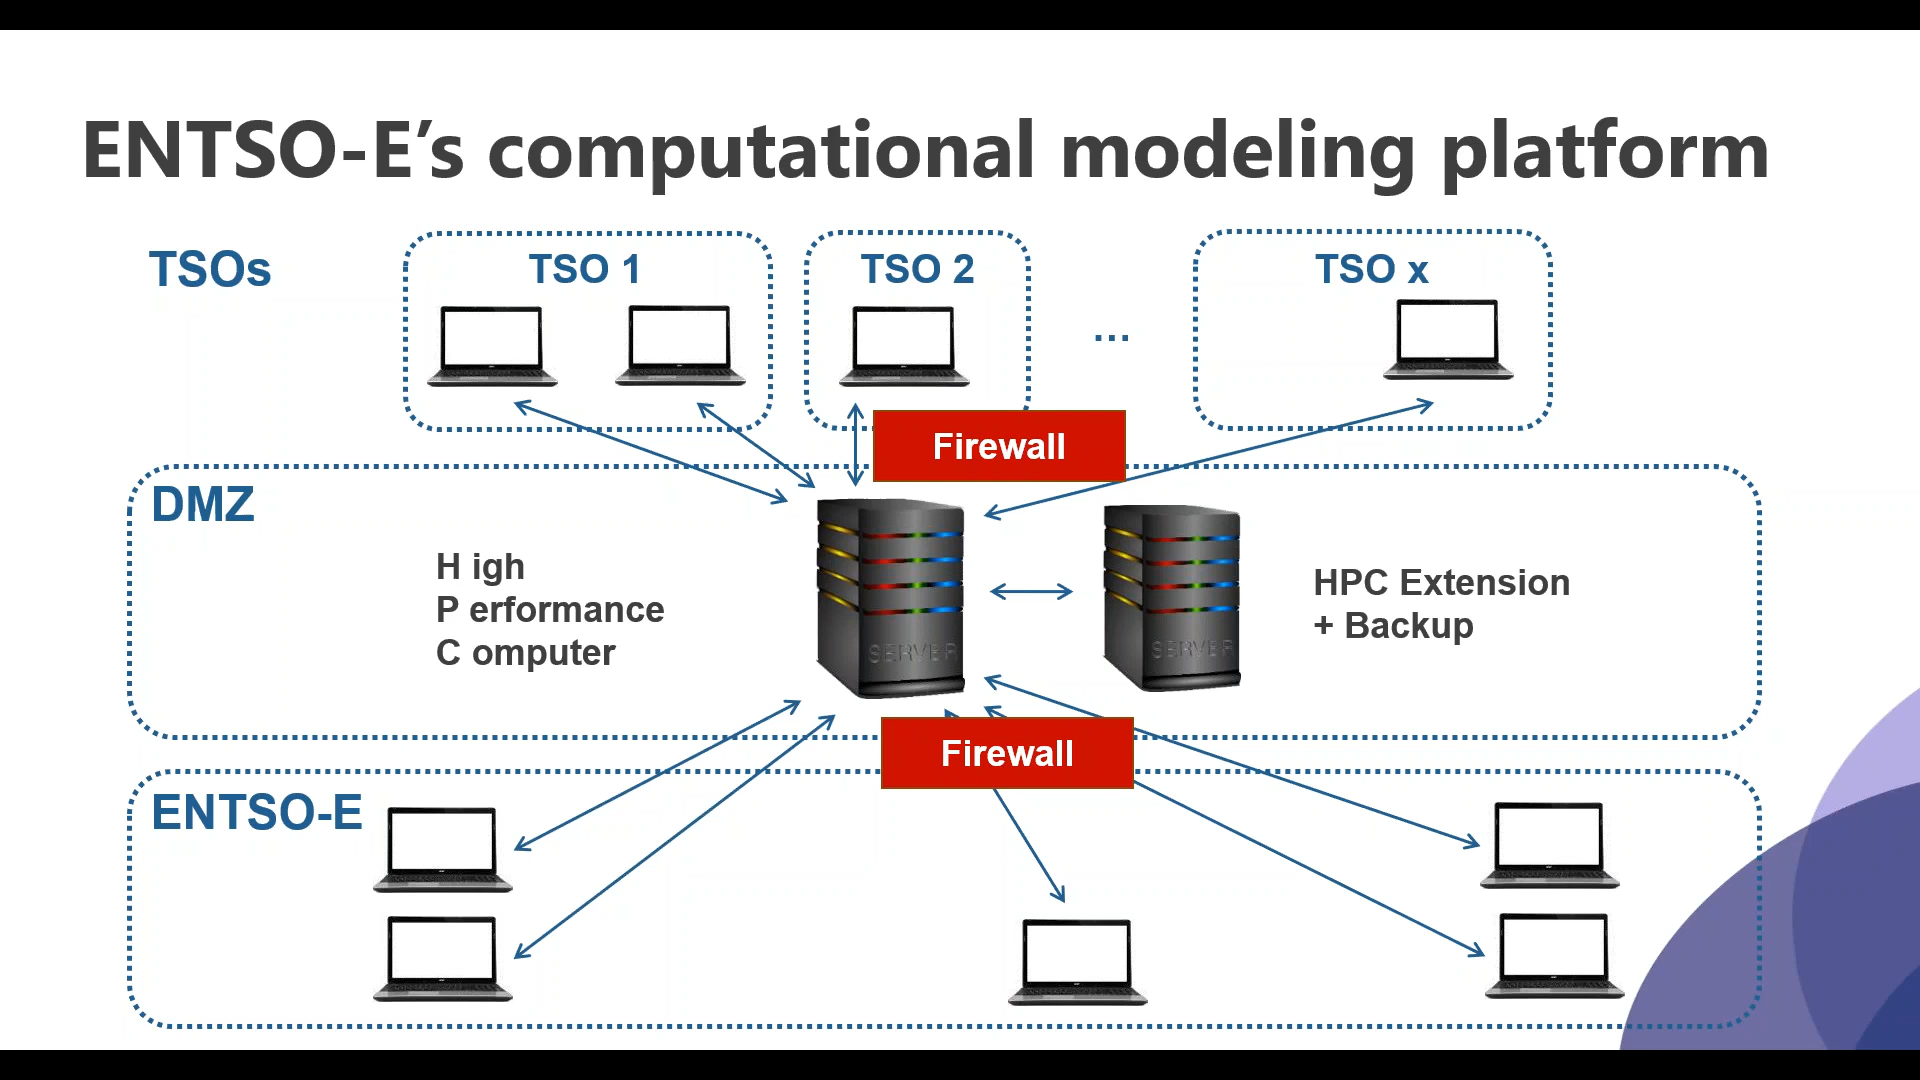 ENTSO-E’s computational modeling platform
TSOs
TSO 1
TSO 2
...
TSO x
Firewall
DMZ
H igh
P erformance
C omputer
SERVER
SERVER
HPC Extension
+ Backup
Firewall
ENTSO-E